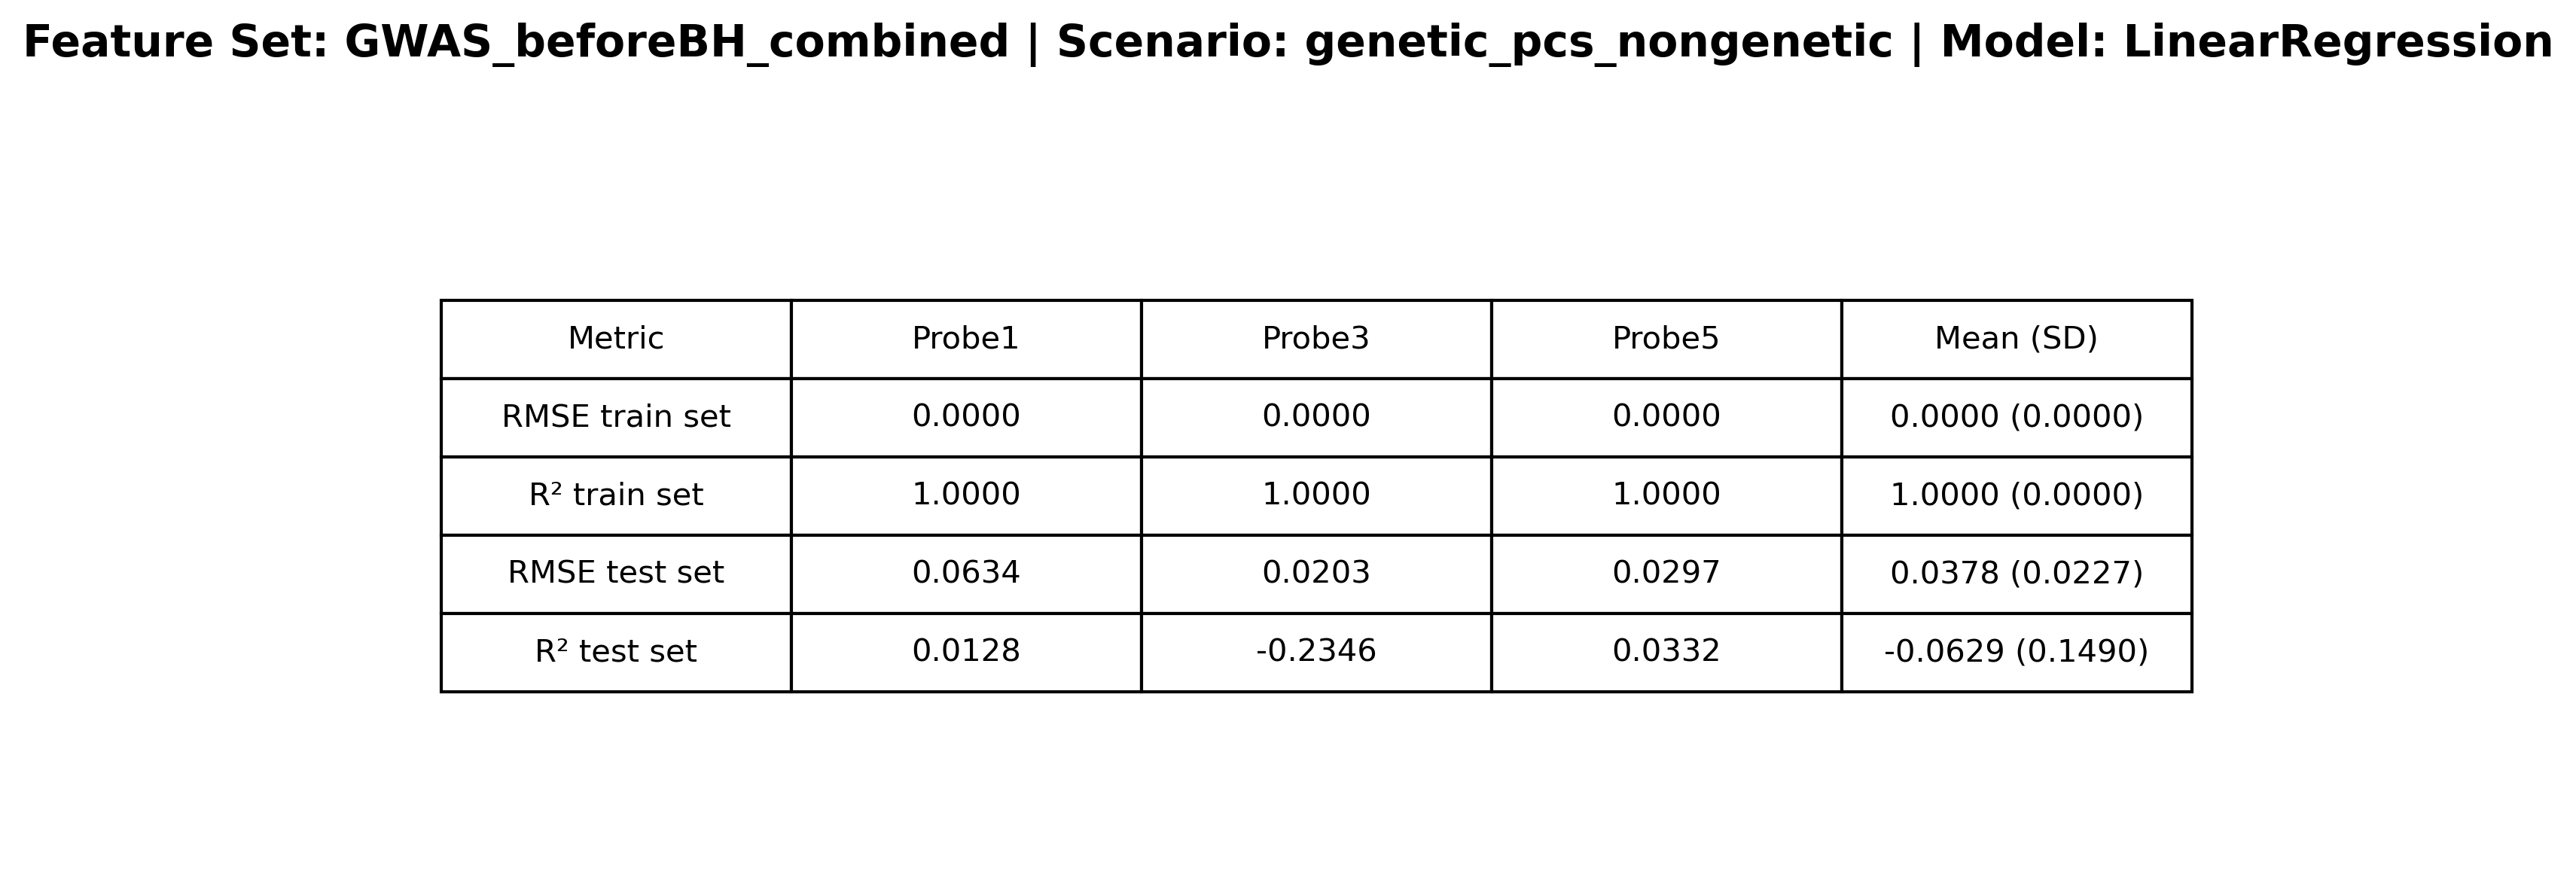 Feature Set: GWAS_beforeBH_combined | Scenario: genetic_pcs_nongenetic | Model: LinearRegression
Metric Probe1 Probe3 Probe5 Mean (SD)
RMSE train set 0.0000 0.0000 0.0000 0.0000 (0.0000)
R² train set 1.0000 1.0000 1.0000 1.0000 (0.0000)
RMSE test set 0.0634 0.0203 0.0297 0.0378 (0.0227)
R² test set 0.0128 -0.2346 0.0332 -0.0629 (0.1490)